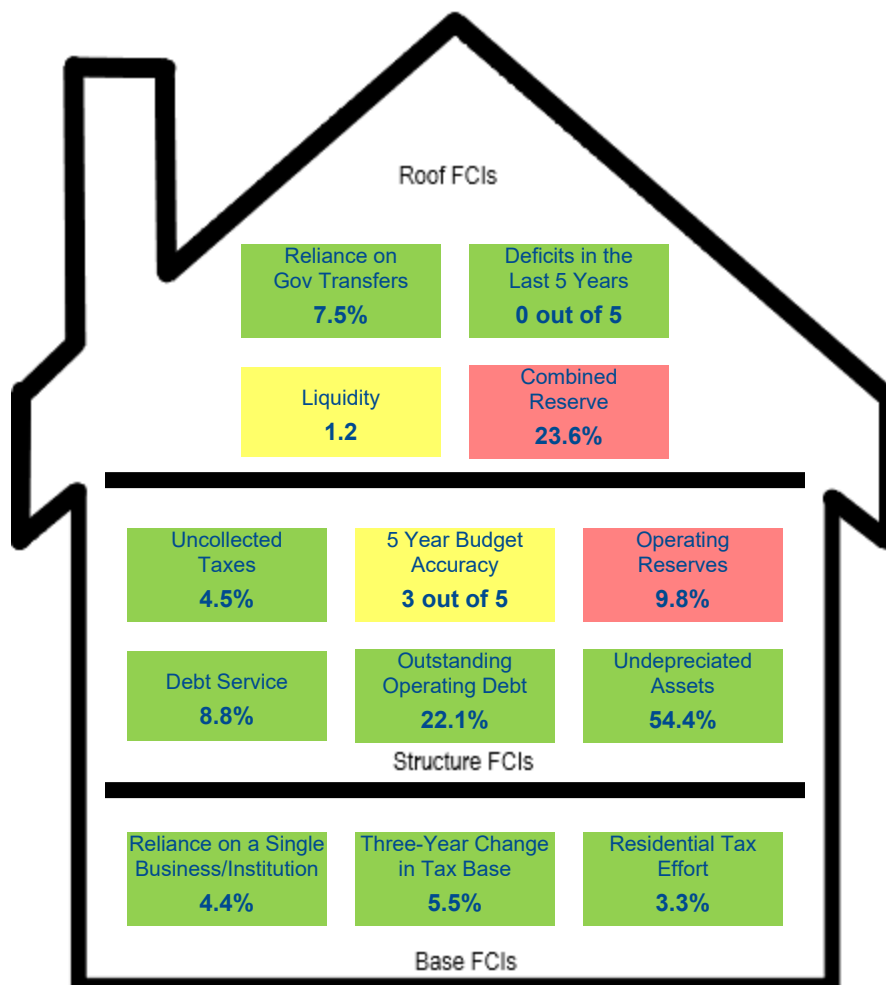 Roof FCIs
Reliance on
Gov Transfers
7.5%
Deficits in the
Last 5 Years
0 out of 5
Liquidity
1.2
Combined
Reserve
23.6%
Uncollected
Taxes
4.5%
5 Year Budget
Accuracy
3 out of 5
Operating
Reserves
9.8%
Debt Service
8.8%
Outstanding
Operating Debt
22.1%
Undepreciated
Assets
54.4%
Structure FCIs
Reliance on a Single
Business/Institution
4.4%
Three-Year Change
in Tax Base
5.5%
Residential Tax
Effort
3.3%
Base FCIs